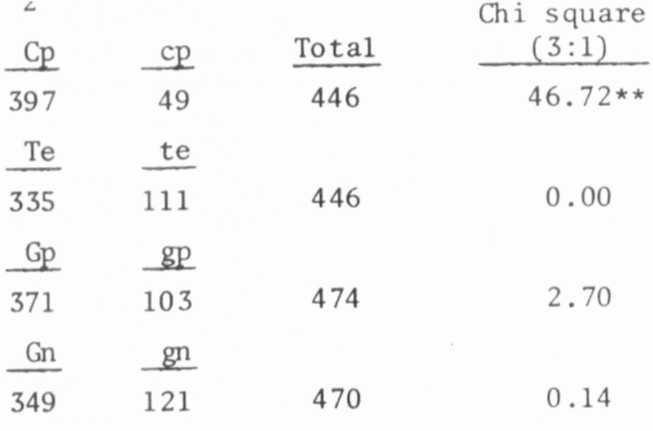 2
Chi square
Cp cp Total (3:1)
397 49 446 46.72**
Te te
335 111 446 0.00
Gp gp
371 103 474 2.70
Gn gn
349 121 470 0.14